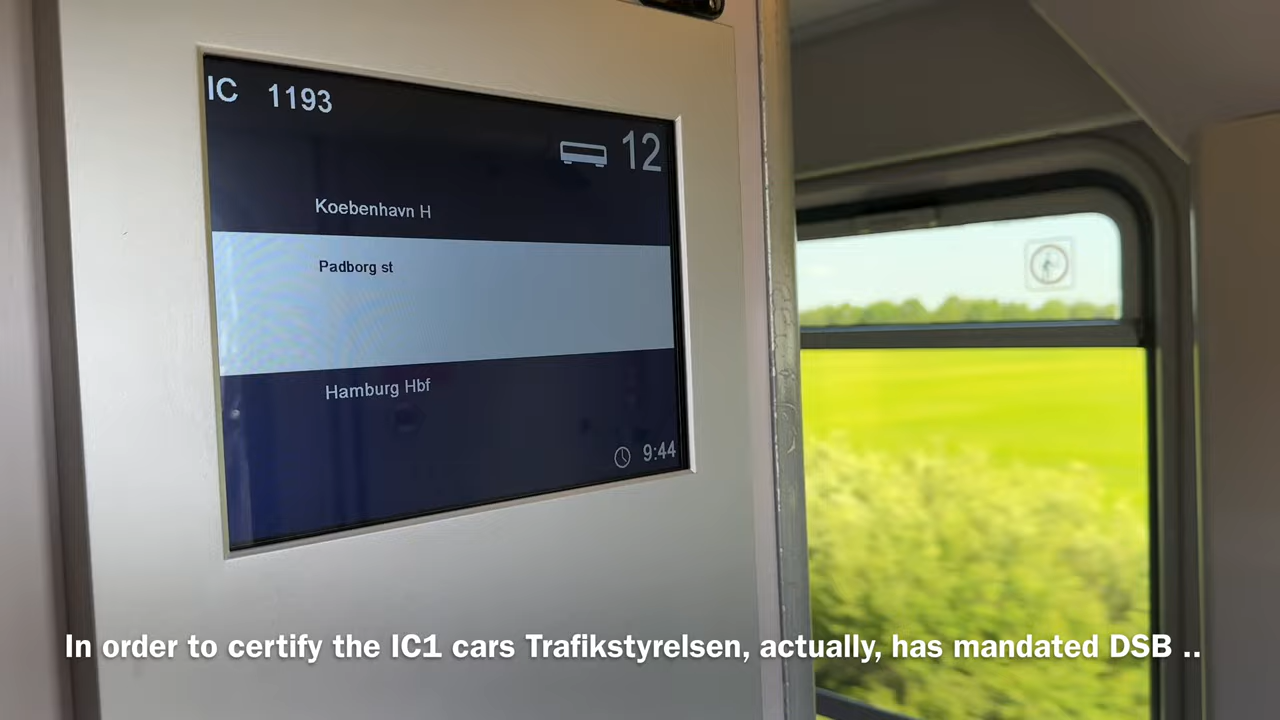 IC 1193
12
Koebenhavn H
Padborg st
Hamburg Hbf
9:44
In order to certify the IC1 cars Trafikstyrelsen, actually, has mandated DSB ..